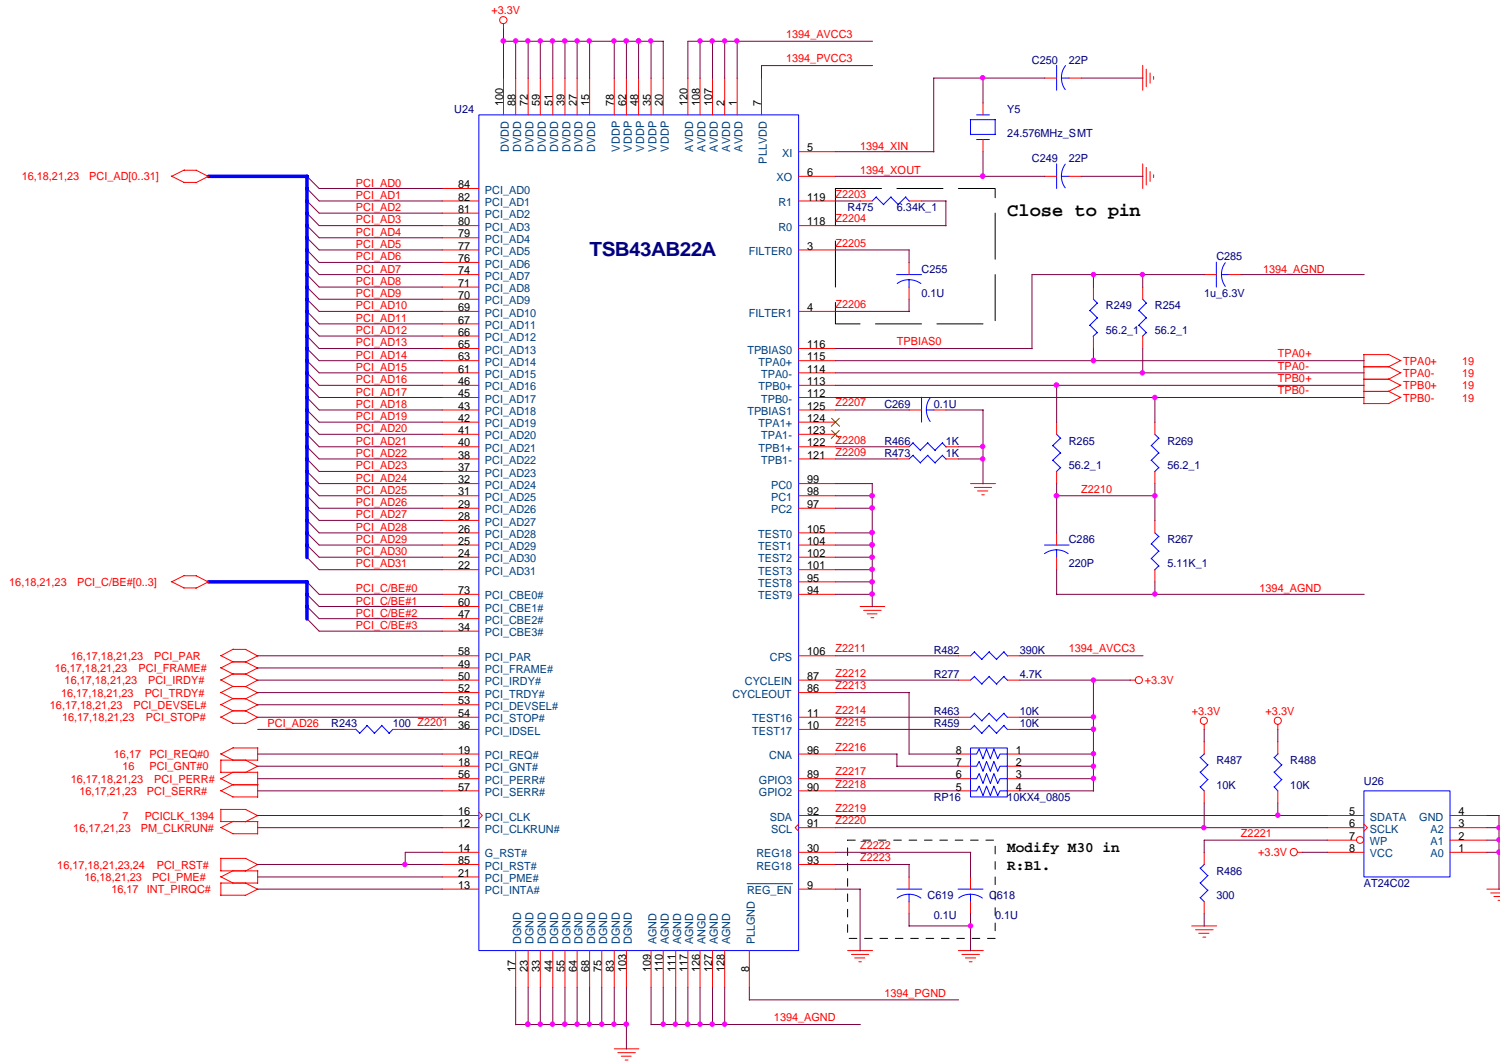 +3.3V
1394_AVCC3
1394_PVCC3
100 88 72 59 51 39 27 15 78 62 48 35 20 120 108 107 2 1 7
U24
DVDD DVDD DVDD DVDD DVDD DVDD DVDD DVDD VDDP VDDP VDDP VDDP VDDP AVDD AVDD AVDD AVDD AVDD PLLVDD
TSB43AB22A
16,18,21,23 PCI_AD[0..31]
PCI_AD0 84 PCI_AD0
PCI_AD1 82 PCI_AD1
PCI_AD2 81 PCI_AD2
PCI_AD3 80 PCI_AD3
PCI_AD4 79 PCI_AD4
PCI_AD5 77 PCI_AD5
PCI_AD6 76 PCI_AD6
PCI_AD7 74 PCI_AD7
PCI_AD8 71 PCI_AD8
PCI_AD9 70 PCI_AD9
PCI_AD10 69 PCI_AD10
PCI_AD11 67 PCI_AD11
PCI_AD12 66 PCI_AD12
PCI_AD13 65 PCI_AD13
PCI_AD14 63 PCI_AD14
PCI_AD15 61 PCI_AD15
PCI_AD16 46 PCI_AD16
PCI_AD17 45 PCI_AD17
PCI_AD18 43 PCI_AD18
PCI_AD19 42 PCI_AD19
PCI_AD20 41 PCI_AD20
PCI_AD21 40 PCI_AD21
PCI_AD22 38 PCI_AD22
PCI_AD23 37 PCI_AD23
PCI_AD24 32 PCI_AD24
PCI_AD25 31 PCI_AD25
PCI_AD26 29 PCI_AD26
PCI_AD27 28 PCI_AD27
PCI_AD28 26 PCI_AD28
PCI_AD29 25 PCI_AD29
PCI_AD30 24 PCI_AD30
PCI_AD31 22 PCI_AD31
16,18,21,23 PCI_C/BE#[0..3]
PCI_C/BE#0 73 PCI_CBE0#
PCI_C/BE#1 60 PCI_CBE1#
PCI_C/BE#2 47 PCI_CBE2#
PCI_C/BE#3 34 PCI_CBE3#
16,17,18,21,23 PCI_PAR 58 PCI_PAR
16,17,18,21,23 PCI_FRAME# 49 PCI_FRAME#
16,17,18,21,23 PCI_IRDY# 50 PCI_IRDY#
16,17,18,21,23 PCI_TRDY# 52 PCI_TRDY#
16,17,18,21,23 PCI_DEVSEL# 53 PCI_DEVSEL#
16,17,18,21,23 PCI_STOP# 54 PCI_STOP#
PCI_AD26 R243 100 Z2201 36 PCI_IDSEL
16,17 PCI_REQ#0 19 PCI_REQ#
16 PCI_GNT#0 18 PCI_GNT#
16,17,18,21,23 PCI_PERR# 56 PCI_PERR#
16,17,21,23 PCI_SERR# 57 PCI_SERR#
7 PCICLK_1394 16 PCI_CLK
16,17,21,23 PM_CLKRUN# 12 PCI_CLKRUN#
14 G_RST#
16,17,18,21,23,24 PCI_RST# 85 PCI_RST#
16,18,21,23 PCI_PME# 21 PCI_PME#
16,17 INT_PIRQC# 13 PCI_INTA#
XI 5 1394_XIN
XO 6 1394_XOUT
C250 22P
Y5
24.576MHz_SMT
C249 22P
R1 119 Z2203
R475 6.34K_1
R0 118 Z2204
Close to pin
FILTER0 3 Z2205
C255
0.1U
FILTER1 4 Z2206
C285
1u_6.3V
1394_AGND
R249
56.2_1
R254
56.2_1
TPBIAS0 116 TPBIAS0
TPA0+ 115 TPA0+ TPA0+ 19
TPA0- 114 TPA0- TPA0- 19
TPB0+ 113 TPB0+ TPB0+ 19
TPB0- 112 TPB0- TPB0- 19
TPBIAS1 125 Z2207 C269 0.1U
TPA1+ 124
TPA1- 123
TPB1+ 122 Z2208 R466 1K
TPB1- 121 Z2209 R473 1K
R265
56.2_1
R269
56.2_1
Z2210
C286
220P
R267
5.11K_1
1394_AGND
PC0 99
PC1 98
PC2 97
TEST0 105
TEST1 104
TEST2 102
TEST3 101
TEST8 95
TEST9 94
CPS 106 Z2211 R482 390K 1394_AVCC3
CYCLEIN 87 Z2212 R277 4.7K +3.3V
CYCLEOUT 86 Z2213
TEST16 11 Z2214 R463 10K
TEST17 10 Z2215 R459 10K
CNA 96 Z2216
GPIO3 89 Z2217
GPIO2 90 Z2218
8 1
7 2
6 3
5 4
RP16 10KX4_0805
SDA 92 Z2219
SCL 91 Z2220
+3.3V +3.3V
R487
10K
R488
10K
U26
5 SDATA GND 4
6 SCLK A2 3
Z2221 7 WP A1 2
+3.3V 8 VCC A0 1
AT24C02
R486
300
REG18 30 Z2222
REG18 93 Z2223
REG_EN 9
C619
0.1U
C618
0.1U
Modify M30 in
R:B1.
DGND DGND DGND DGND DGND DGND DGND DGND DGND DGND AGND AGND AGND AGND ANGD AGND AGND PLLGND
17 23 33 44 55 64 68 75 83 103 109 110 111 117 126 127 128 8
1394_PGND
1394_AGND